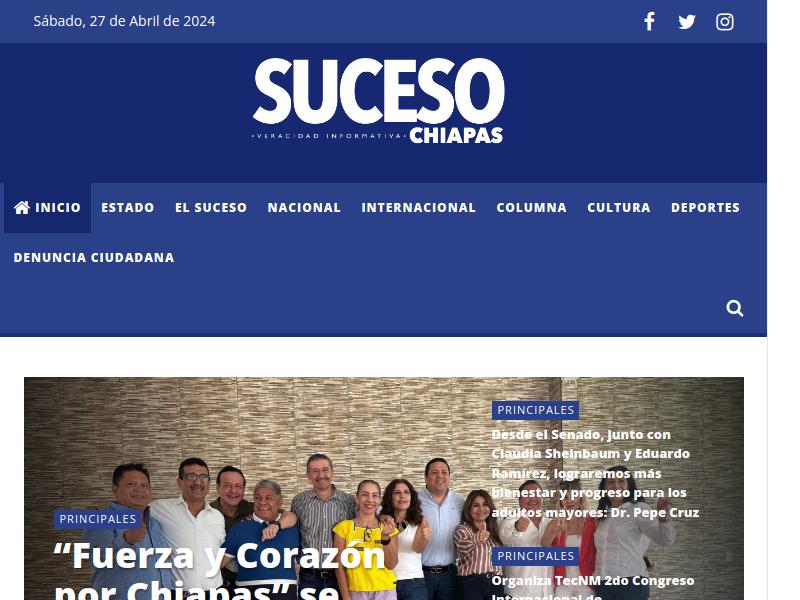 Sábado, 27 de Abril de 2024
SUCESO
•VERACIDAD INFORMATIVA• CHIAPAS
INICIO ESTADO EL SUCESO NACIONAL INTERNACIONAL COLUMNA CULTURA DEPORTES
DENUNCIA CIUDADANA
PRINCIPALES
“Fuerza y Corazón
por Chiapas” se
PRINCIPALES
Desde el Senado, junto con
Claudia Sheinbaum y Eduardo
Ramírez, lograremos más
bienestar y progreso para los
adultos mayores: Dr. Pepe Cruz
PRINCIPALES
Organiza TecNM 2do Congreso
Internacional de